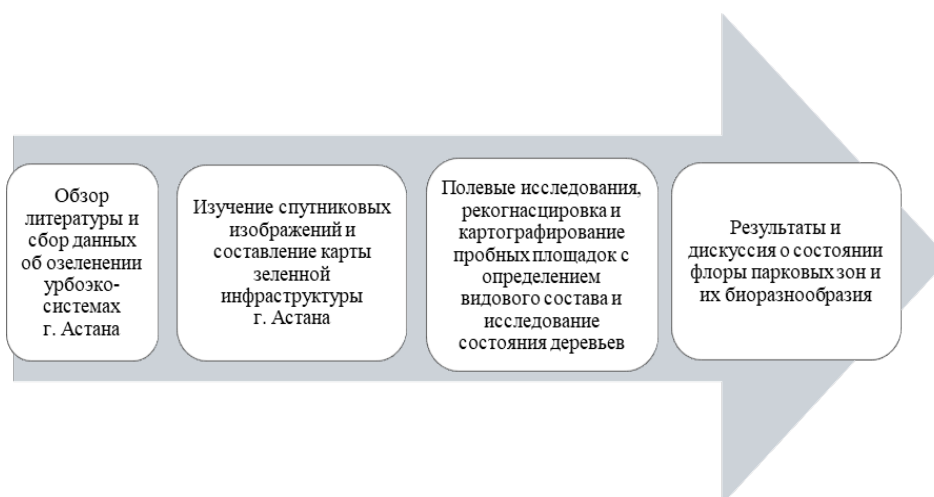 Обзор
литературы и
сбор данных
об озеленении
урбоэко-
системах
г. Астана
Изучение спутниковых
изображений и
составление карты
зеленной
инфраструктуры
г. Астана
Полевые исследования,
рекогнасцировка и
картографирование
пробных площадок с
определением
видового состава и
исследование
состояния деревьев
Результаты и
дискуссия о состоянии
флоры парковых зон и
их биоразнообразия